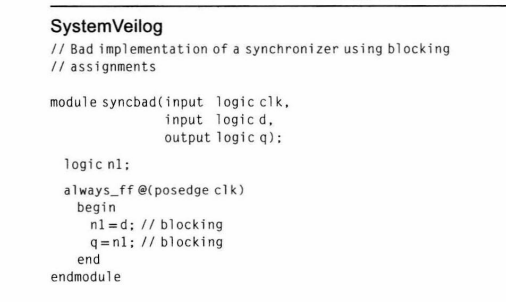 SystemVeilog
// Bad implementation of a synchronizer using blocking
// assignments
module syncbad(input logic clk,
input logic d,
output logic q);
logic n1;
always_ff @(posedge clk)
begin
n1=d; // blocking
q=n1; // blocking
end
endmodule